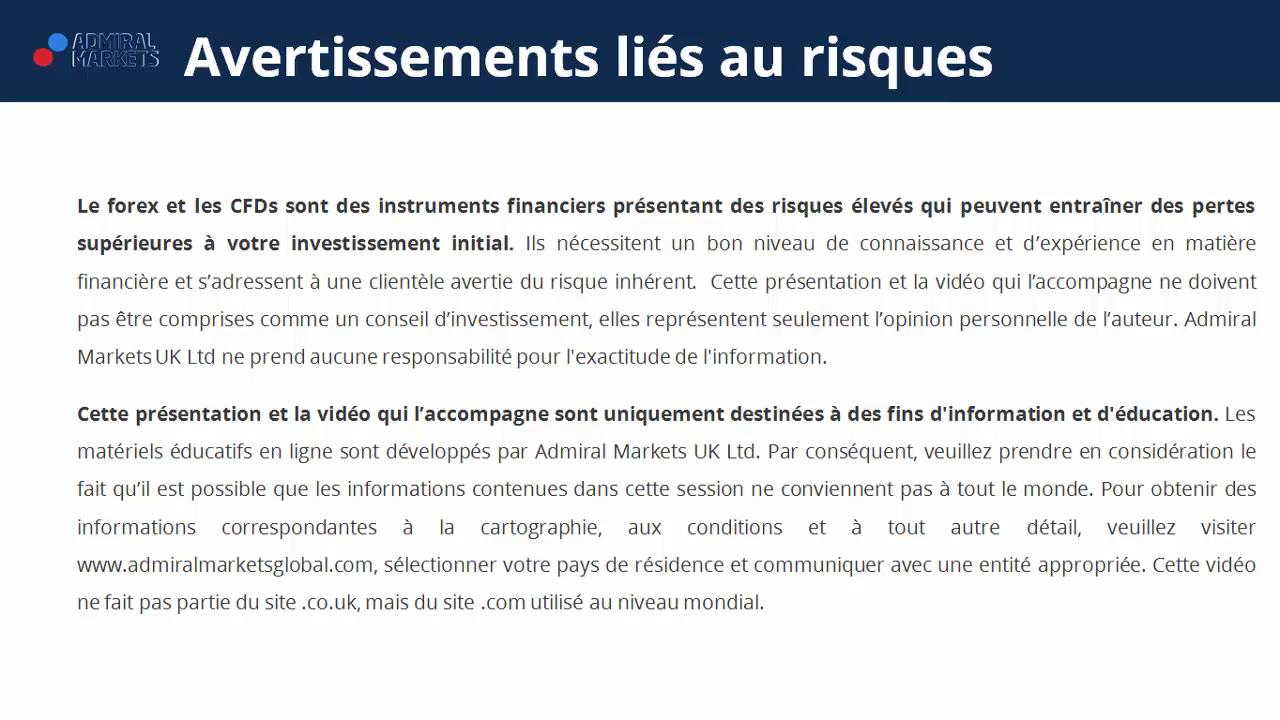 ADMIRAL
MARKETS
Avertissements liés au risques
Le forex et les CFDs sont des instruments financiers présentant des risques élevés qui peuvent entraîner des pertes
supérieures à votre investissement initial. Ils nécessitent un bon niveau de connaissance et d’expérience en matière
financière et s’adressent à une clientèle avertie du risque inhérent. Cette présentation et la vidéo qui l’accompagne ne doivent
pas être comprises comme un conseil d’investissement, elles représentent seulement l’opinion personnelle de l’auteur. Admiral
Markets UK Ltd ne prend aucune responsabilité pour l'exactitude de l'information.
Cette présentation et la vidéo qui l’accompagne sont uniquement destinées à des fins d'information et d'éducation. Les
matériels éducatifs en ligne sont développés par Admiral Markets UK Ltd. Par conséquent, veuillez prendre en considération le
fait qu’il est possible que les informations contenues dans cette session ne conviennent pas à tout le monde. Pour obtenir des
informations correspondantes à la cartographie, aux conditions et à tout autre détail, veuillez visiter
www.admiralmarketsglobal.com, sélectionner votre pays de résidence et communiquer avec une entité appropriée. Cette vidéo
ne fait pas partie du site .co.uk, mais du site .com utilisé au niveau mondial.